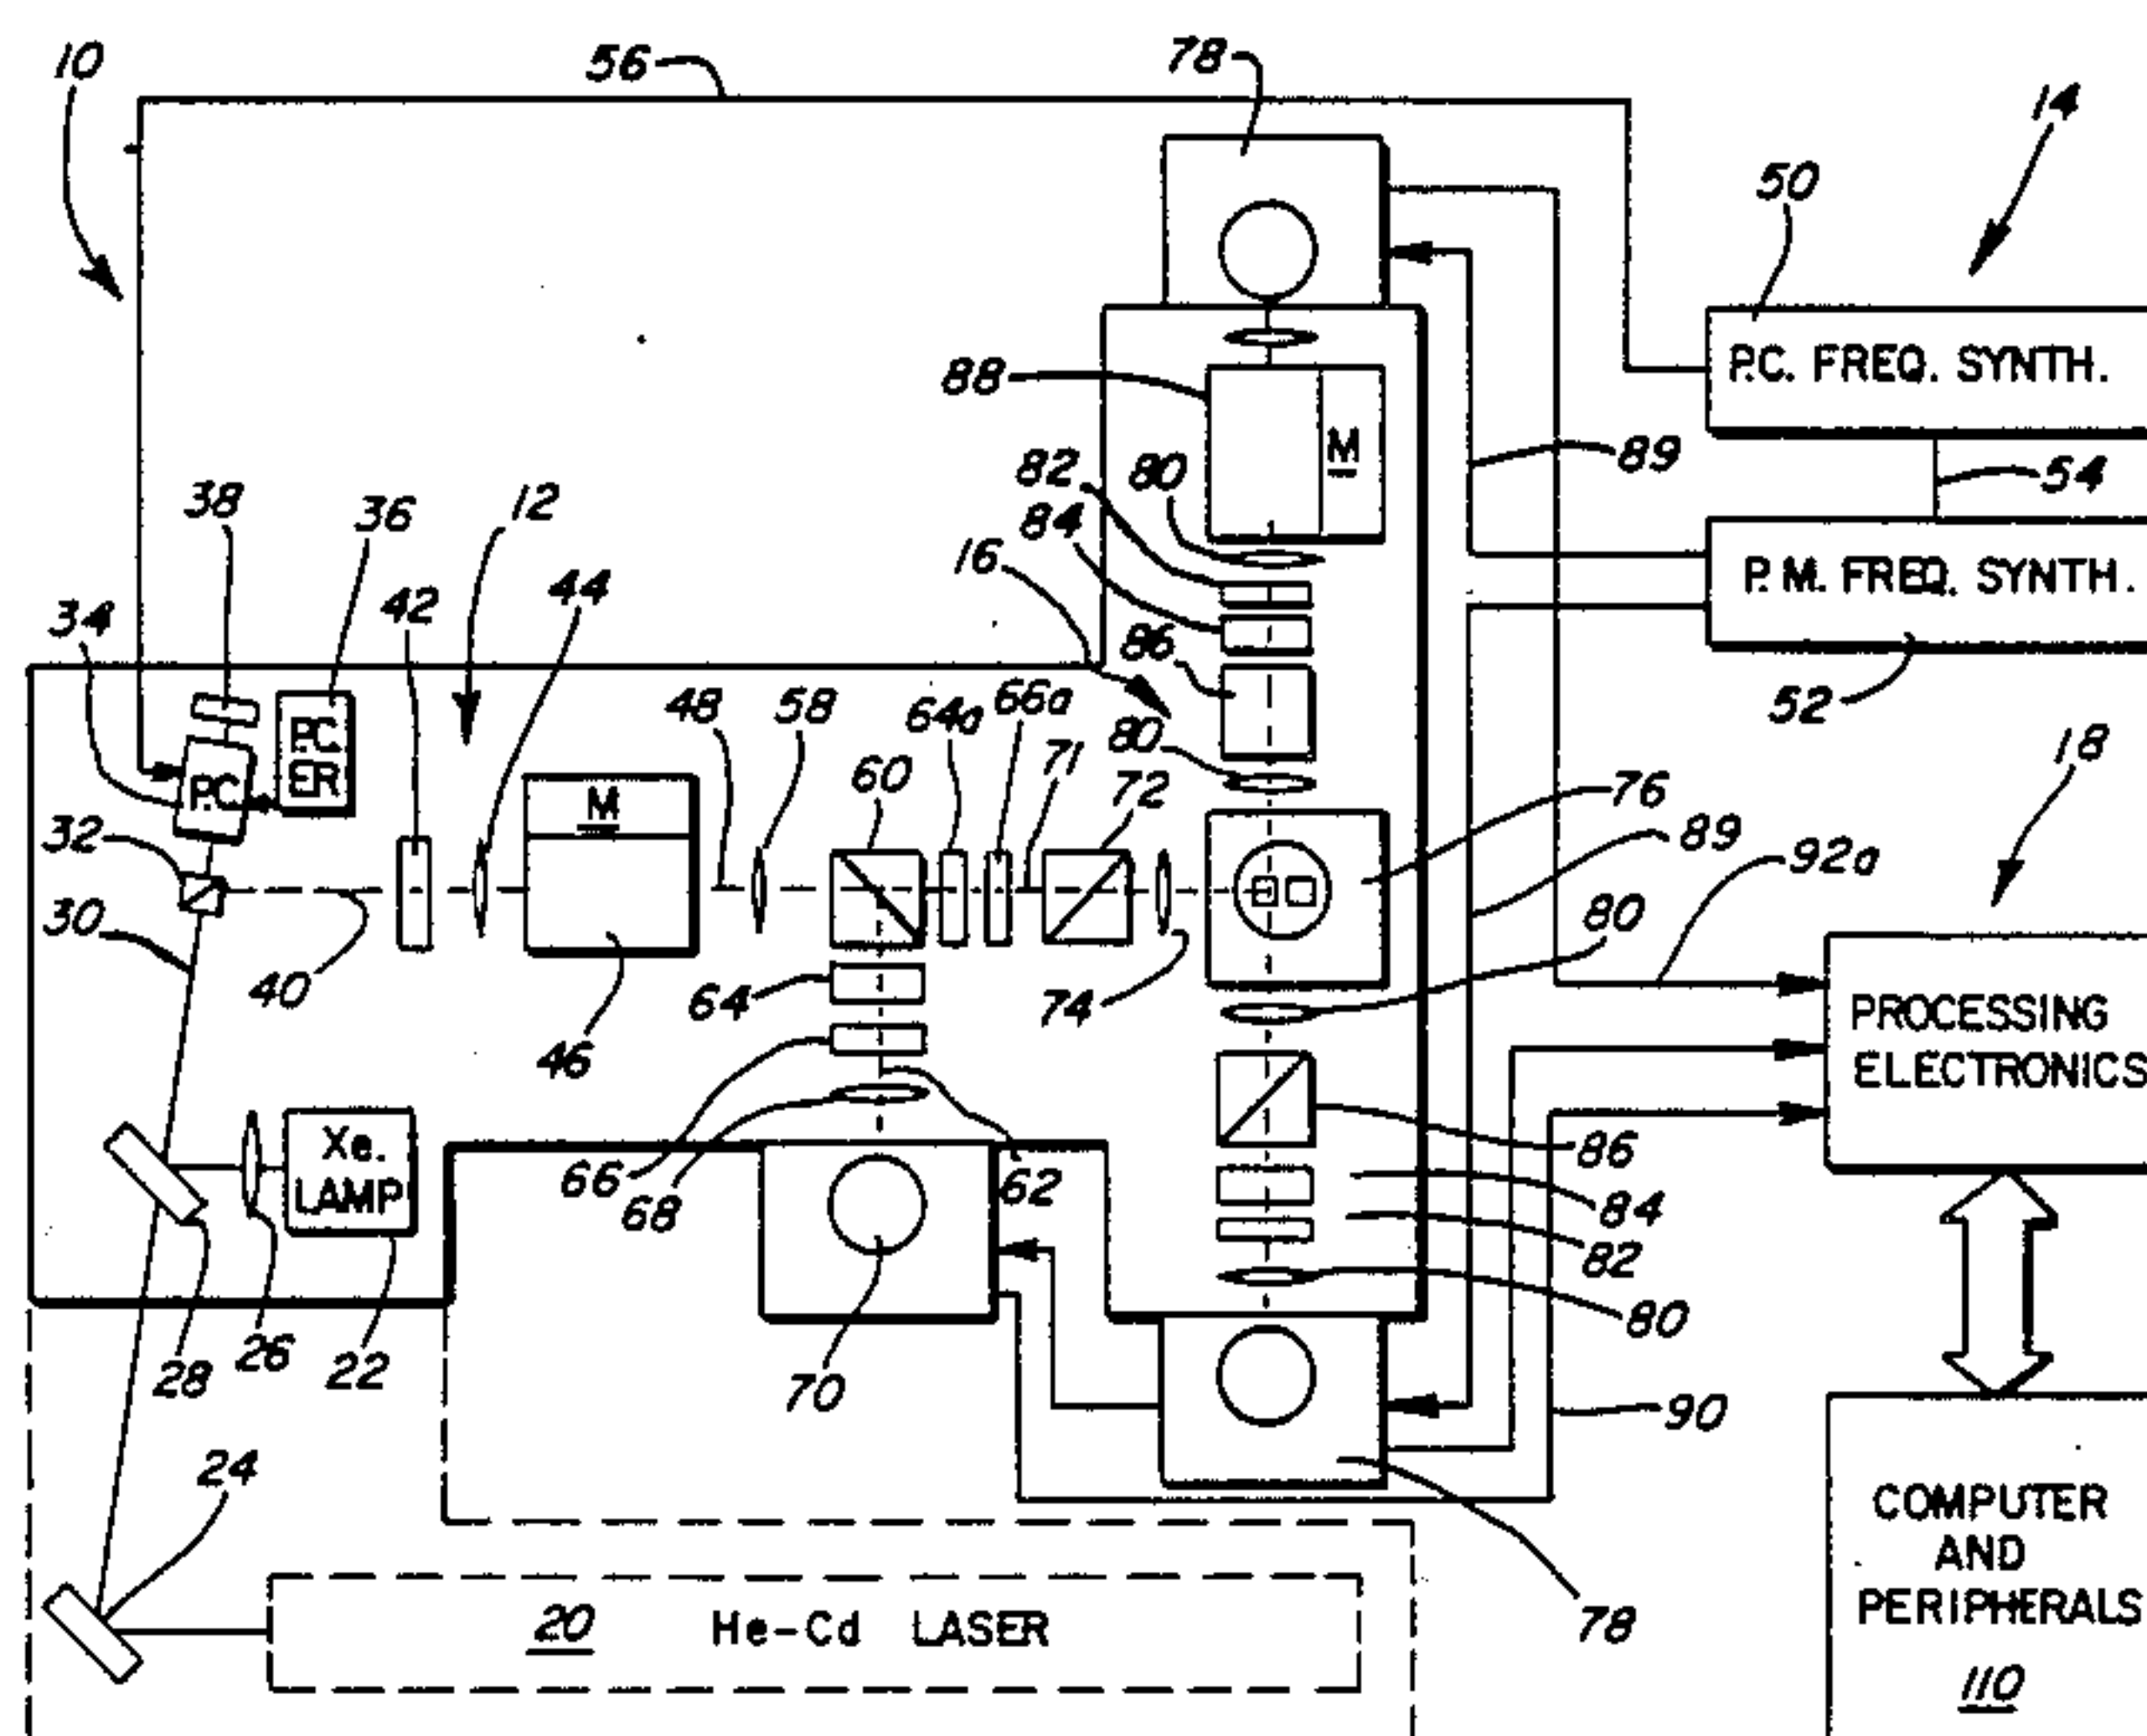 10
56
78
14
50
P.C. FREQ. SYNTH.
88
M
89
54
82
80
84
16
P.M. FREQ. SYNTH.
52
38
36
12
34
42
44
86
P.C.
ER
P.C.
48
58
64a
66a
80
60
71
72
76
18
M
32
89
92a
30
40
80
64
74
46
PROCESSING
ELECTRONICS
Xe.
LAMP
66
68
62
86
84
82
80
28
26
22
70
90
24
COMPUTER
AND
PERIPHERALS
110
20
He-Cd LASER
78